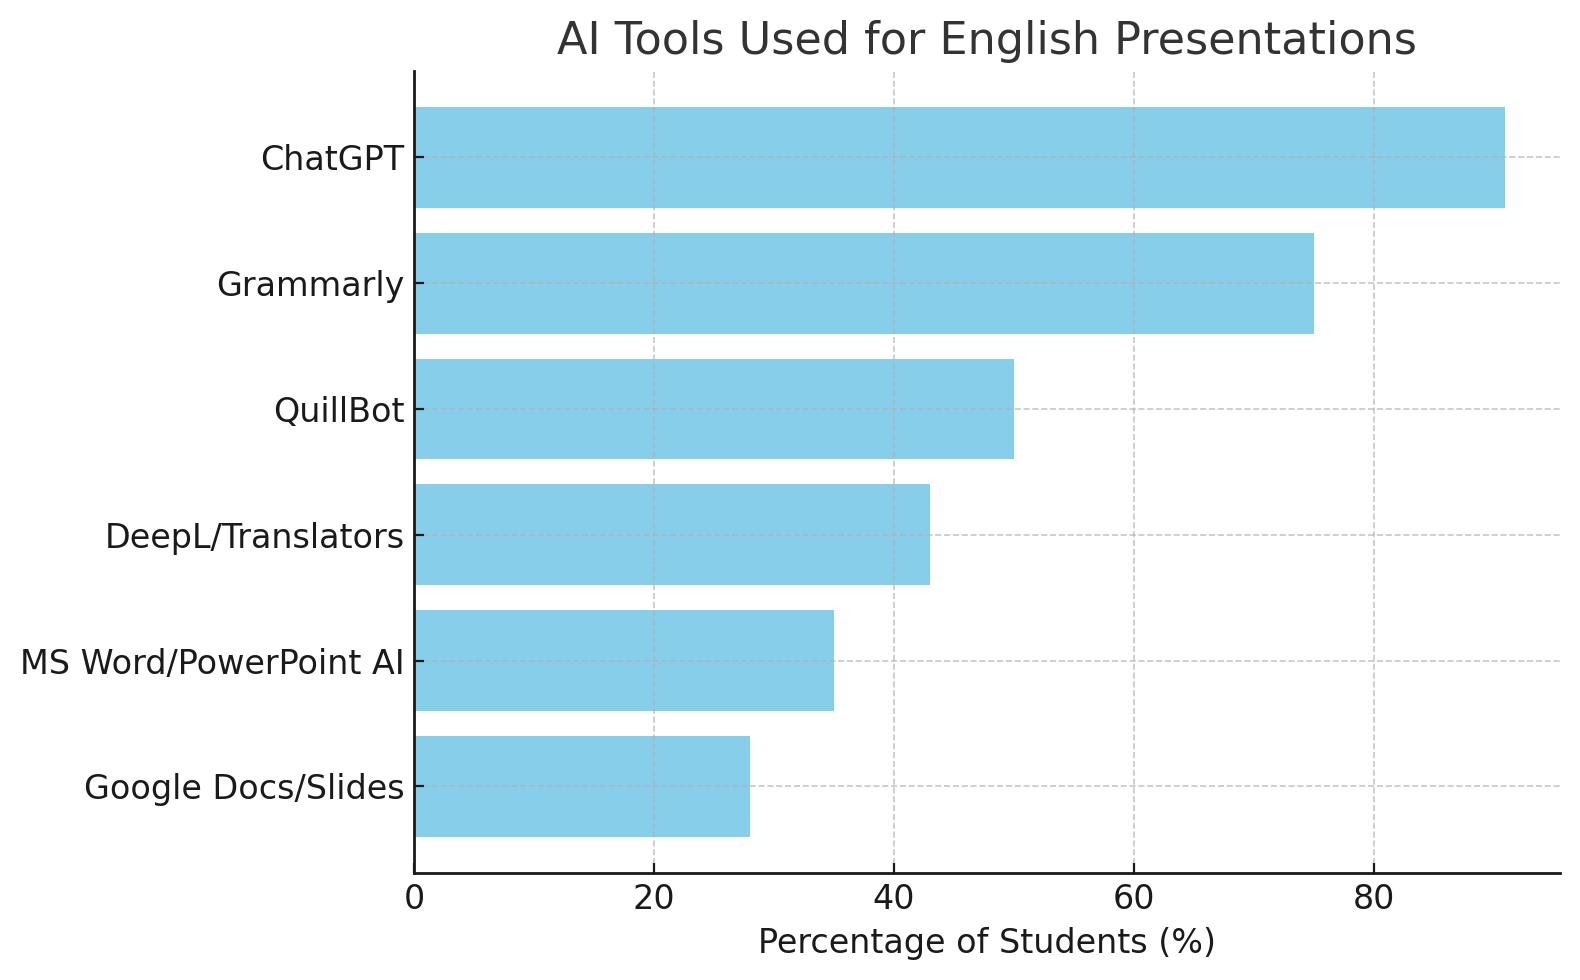 AI Tools Used for English Presentations
ChatGPT
Grammarly
QuillBot
DeepL/Translators
MS Word/PowerPoint AI
Google Docs/Slides
0 20 40 60 80
Percentage of Students (%)